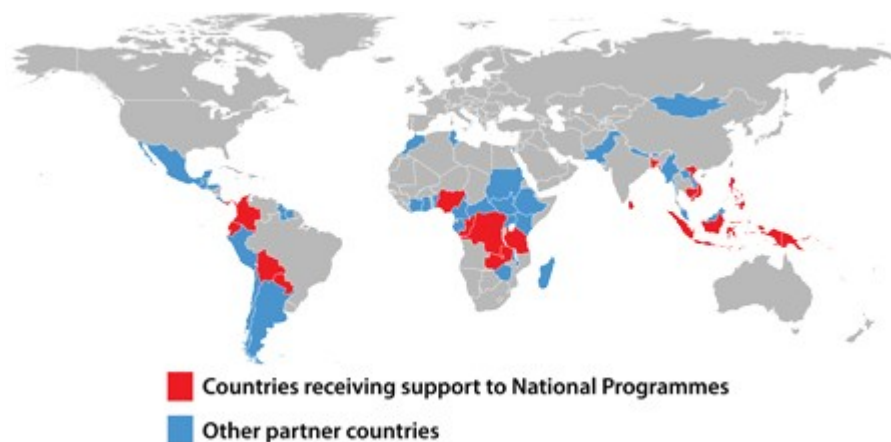 Countries receiving support to National Programmes
Other partner countries